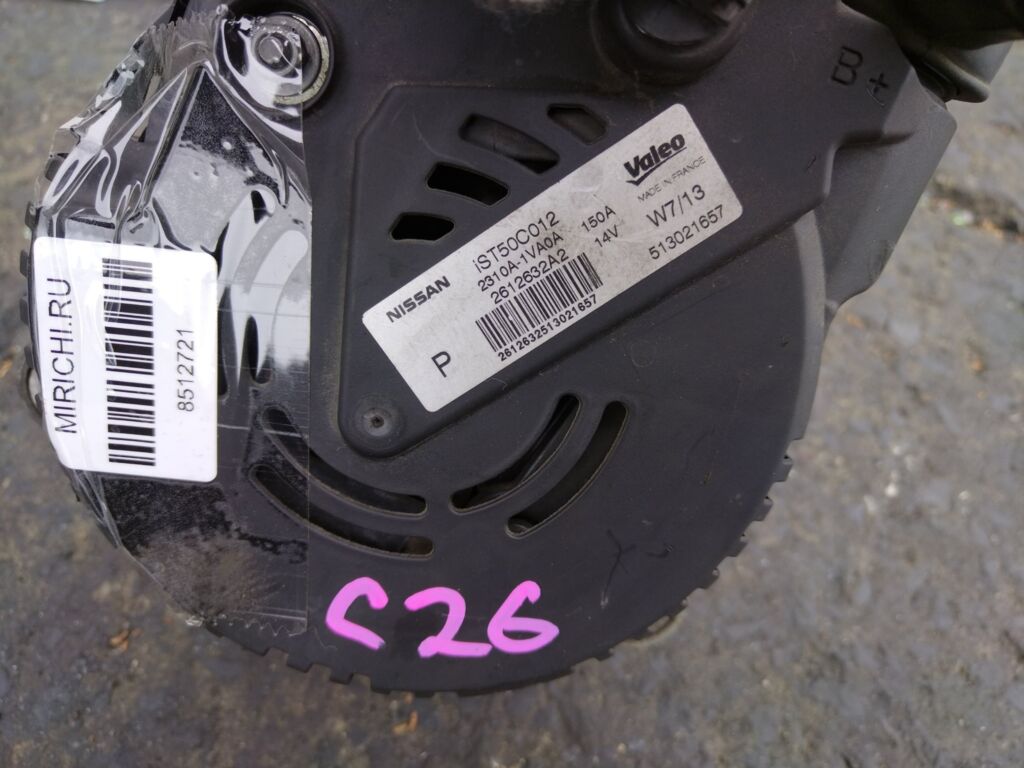 B+
Valeo
MADE IN FRANCE
NISSAN
iST50C012 150A
2310A-1VA0A 14V
2612632A2
W7/13
513021657
P
2612632513021657
MIRICHI.RU
8512721
C26